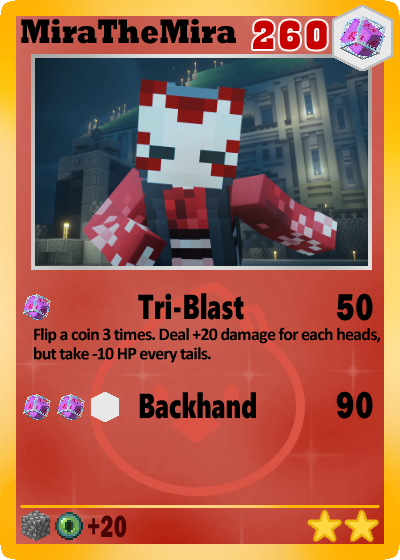 MiraTheMira 260
Tri-Blast 50
Flip a coin 3 times. Deal +20 damage for each heads,
but take -10 HP every tails.
Backhand 90
+20